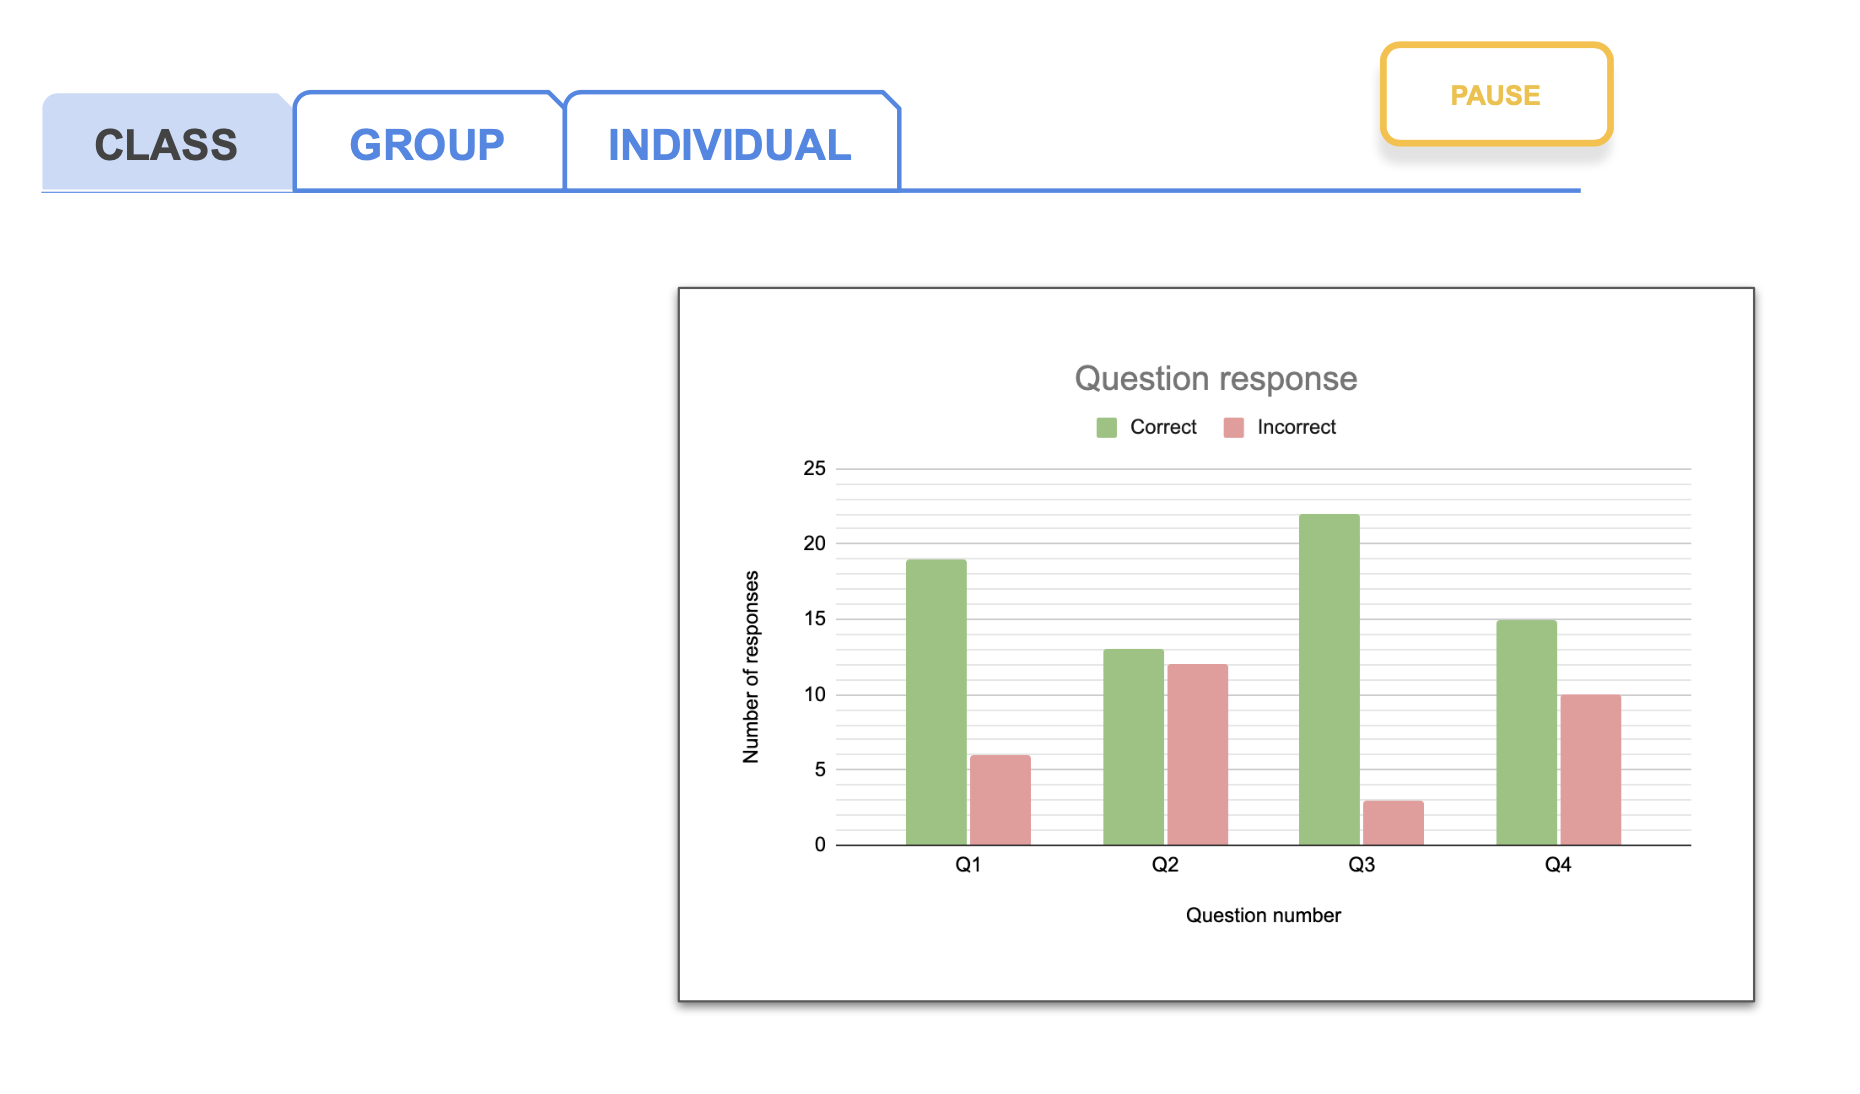 PAUSE
CLASS GROUP INDIVIDUAL
Question response
Correct Incorrect
25
20
15
10
5
0
Number of responses
Q1 Q2 Q3 Q4
Question number